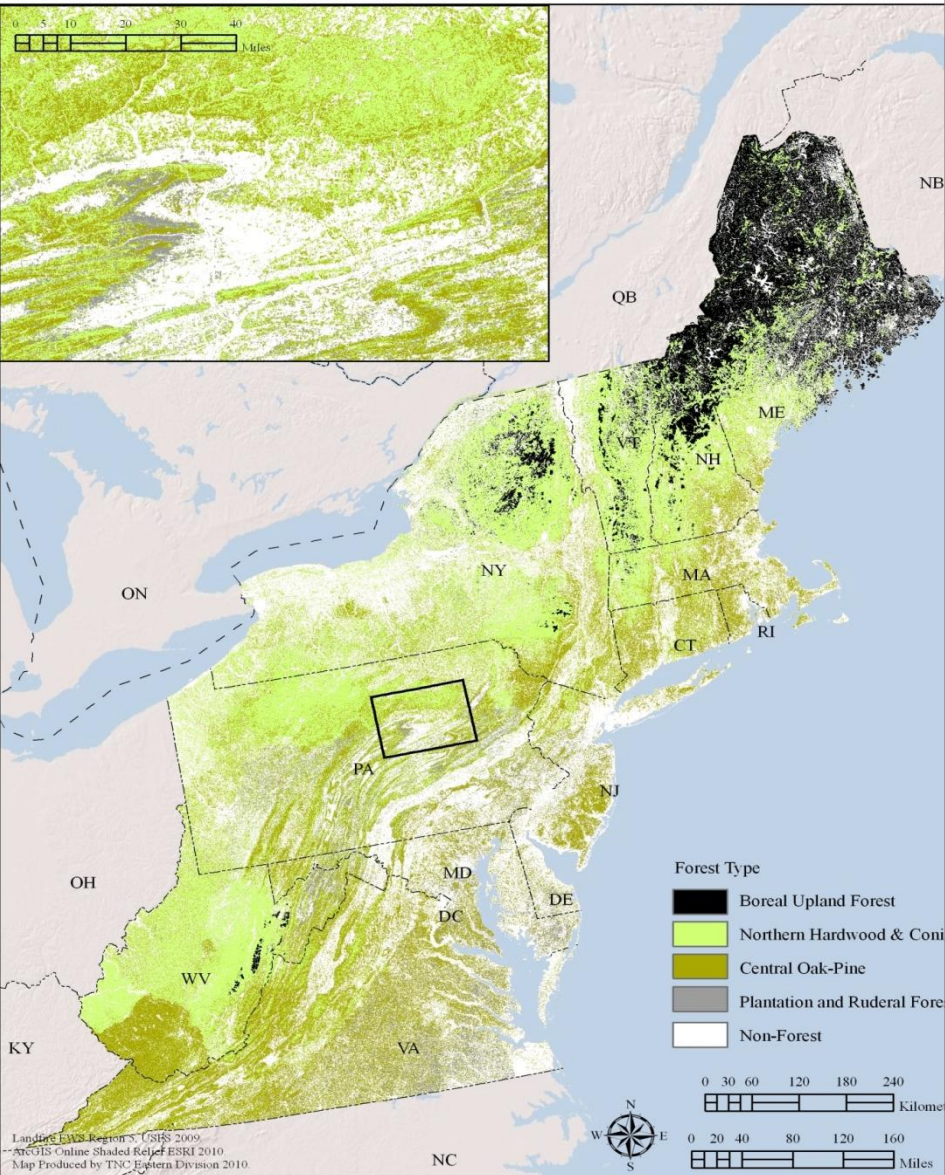 0 5 10 20 30 40
Miles
NB
QB
ME
VT
NH
NY
MA
ON
CT
RI
PA
NJ
OH
MD
DE
DC
WV
KY
VA
NC
Forest Type
Boreal Upland Forest
Northern Hardwood & Coni
Central Oak-Pine
Plantation and Ruderal Fore
Non-Forest
0 30 60 120 180 240
Kilomet
0 20 40 80 120 160
Miles
N
W E
S
Landfire FWS Region 5, USFS 2009,
ArcGIS Online Shaded Relief ESRI 2010
Map Produced by TNC Eastern Division 2010.